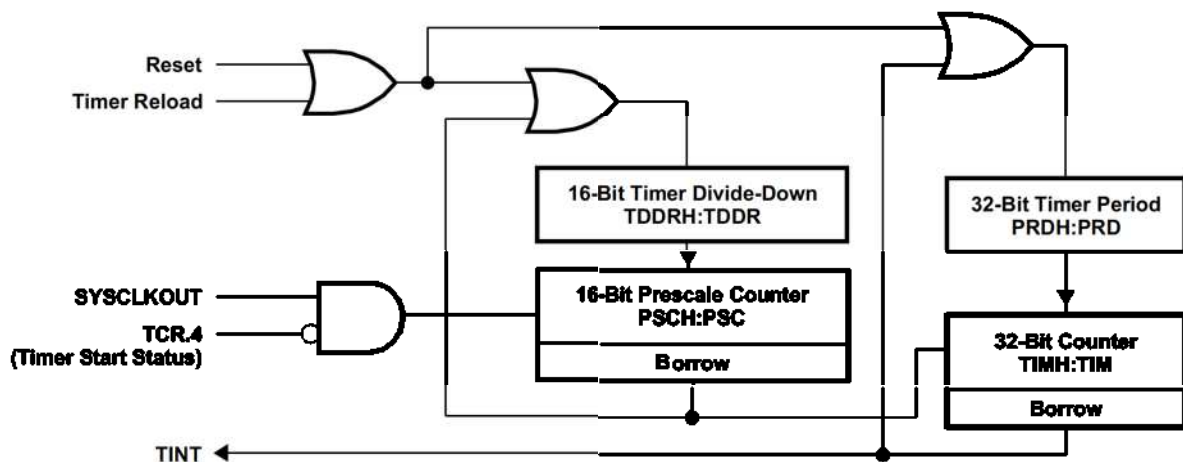 Reset
Timer Reload
16-Bit Timer Divide-Down
TDDRH:TDDR
32-Bit Timer Period
PRDH:PRD
SYSCLKOUT
TCR.4
(Timer Start Status)
16-Bit Prescale Counter
PSCH:PSC
Borrow
32-Bit Counter
TIMH:TIM
Borrow
TINT